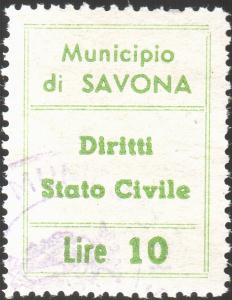 Municipio
di SAVONA
Diritti
Stato Civile
Lire 10